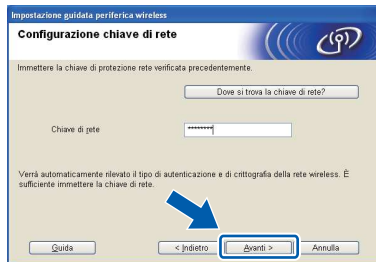 Impostazione guidata periferica wireless
Configurazione chiave di rete
Immettere la chiave di protezione rete verificata precedentemente.
Dove si trova la chiave di rete?
Chiave di rete
********
Verrà automaticamente rilevato il tipo di autenticazione e di crittografia della rete wireless. È
sufficiente immettere la chiave di rete.
Guida
< Indietro
Avanti >
Annulla